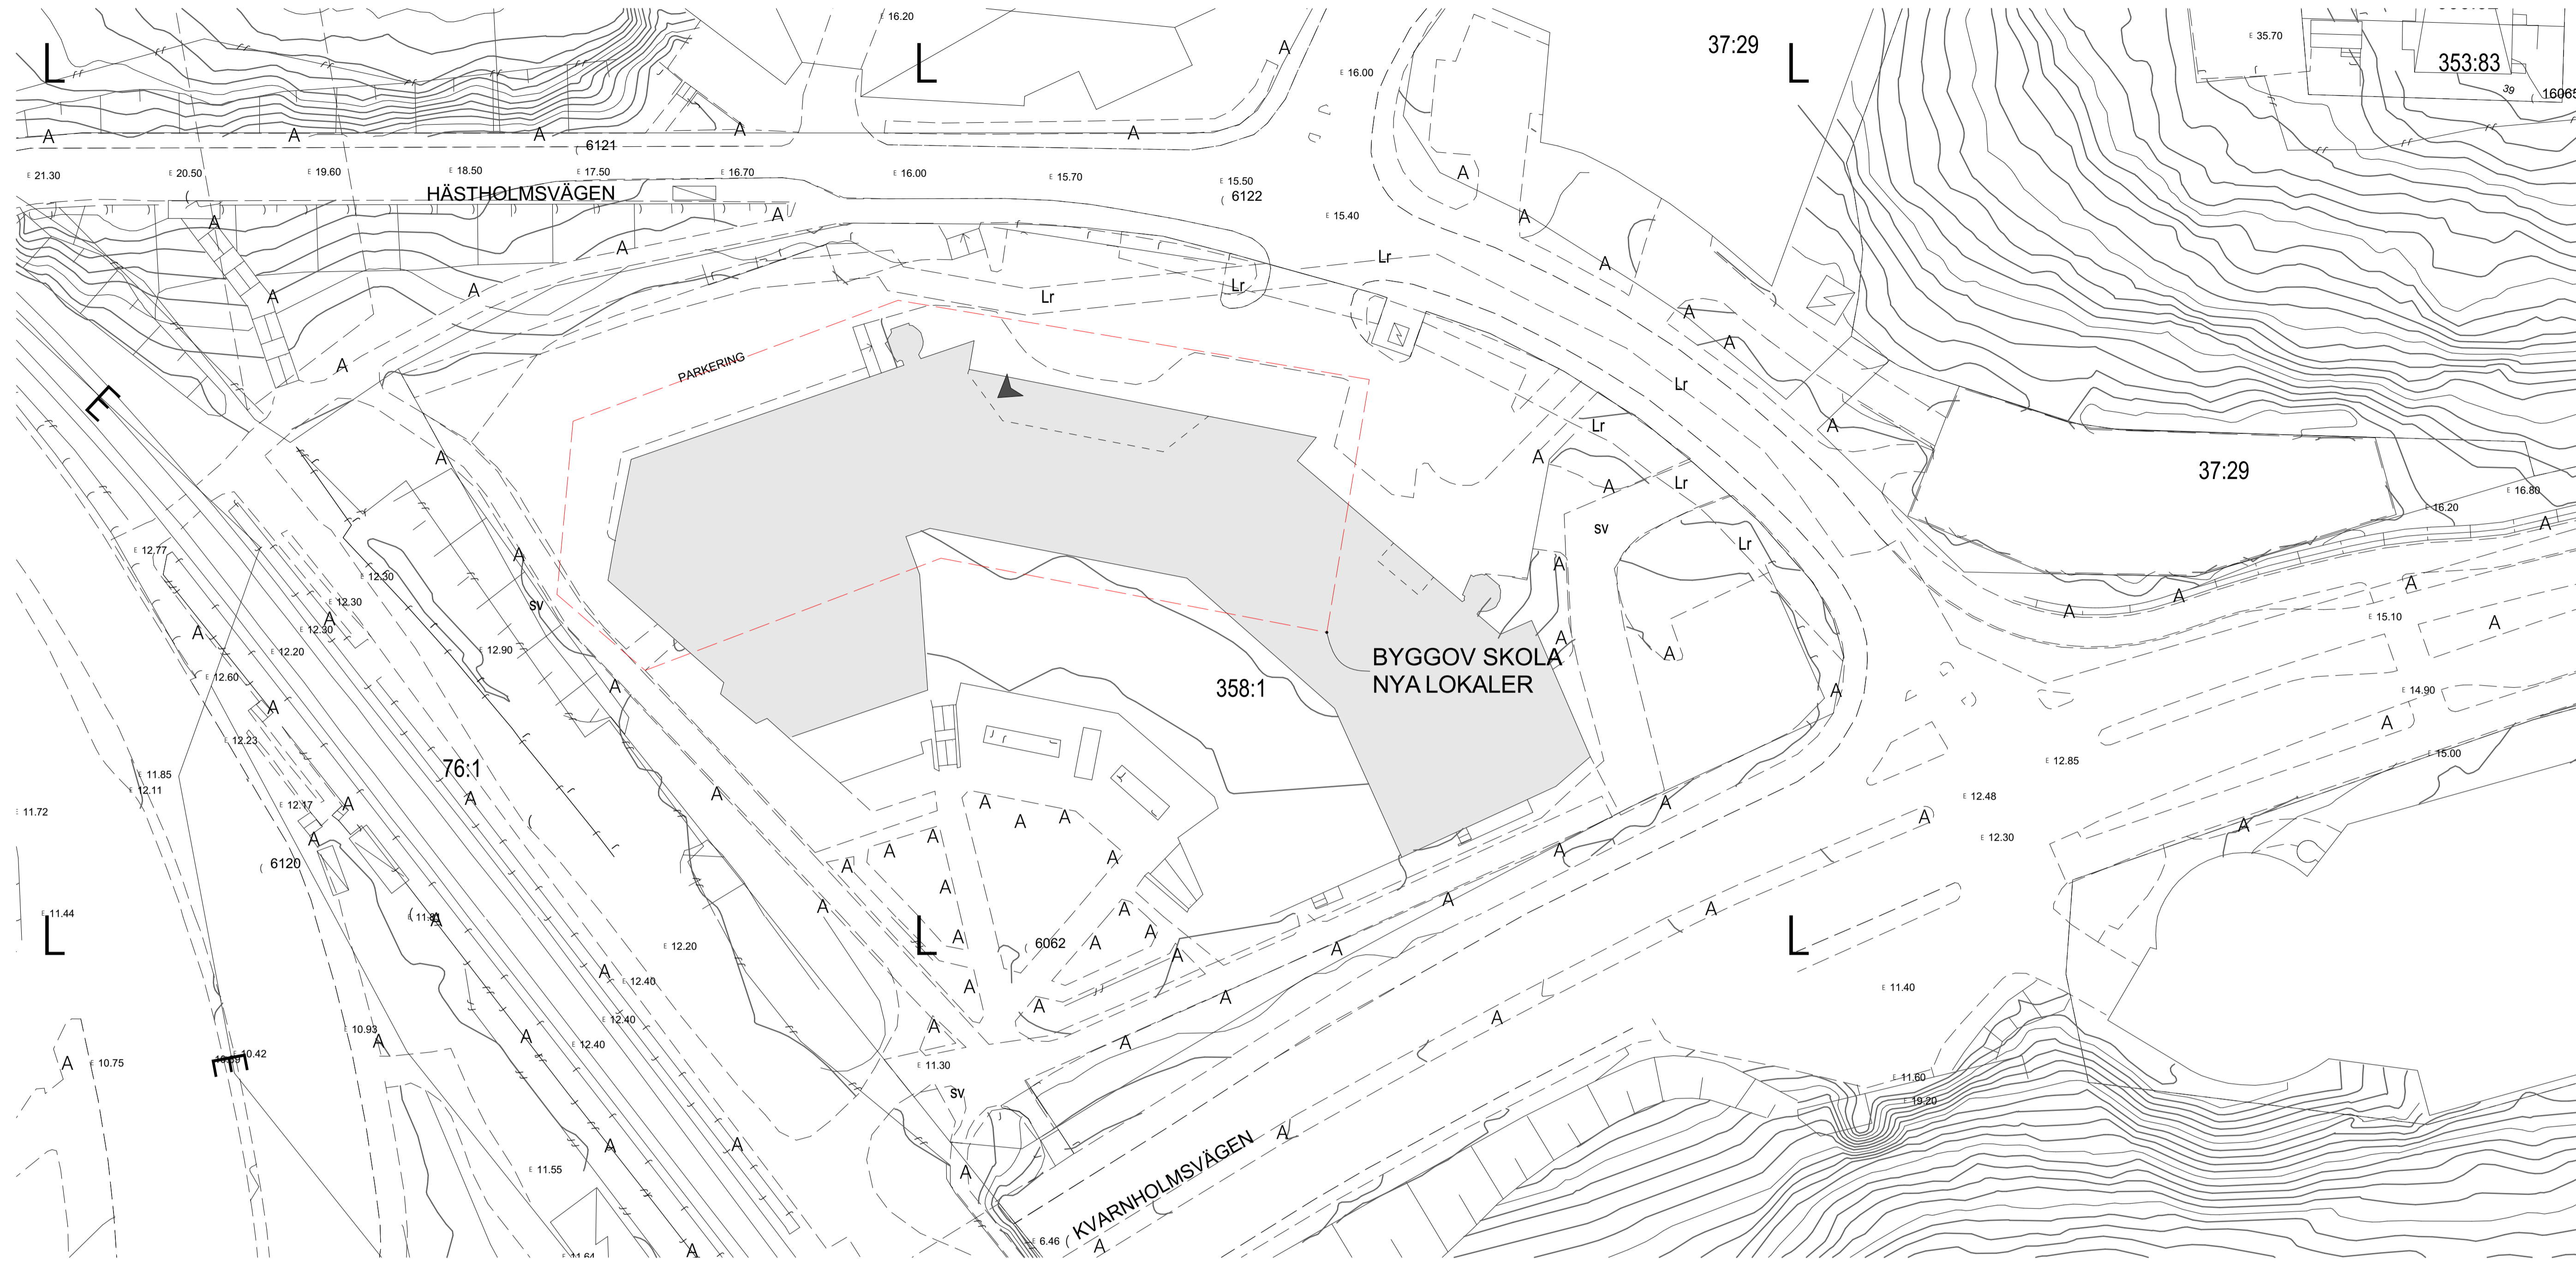 16.20
37:29
35.70
353:83
16.00
39
A
A
A
A
A
A
6121
21.30
20.50
19.60
18.50
17.50
16.70
16.00
15.70
15.50
6122
15.40
HÄSTHOLMSVÄGEN
A
A
A
A
A
A
A
A
A
Lr
Lr
Lr
A
A
PARKERING
A
Lr
A
Lr
A
A
A
Lr
37:29
16.80
16.20
A
sv
Lr
12.77
12.30
A
12.30
A
sv
12.30
A
12.20
12.90
12.60
A
A
A
A
A
A
A
15.10
A
BYGGOV SKOLA
NYA LOKALER
358:1
A
A
14.90
A
12.23
76:1
11.85
12.11
12.17
A
A
A
A
11.72
12.85
15.00
12.48
12.30
A
A
A
A
A
A
A
A
A
A
A
A
A
6120
11.44
A
A
A
A
A
A
A
A
6062
12.20
A
A
A
A
A
12.40
A
A
A
A
11.40
12.40
10.93
12.40
A
A
A
A
A
10.75
10.42
11.30
sv
11.60
19.20
A
A
11.55
A
A
KVARNHOLMSVÄGEN
6.46
A
A